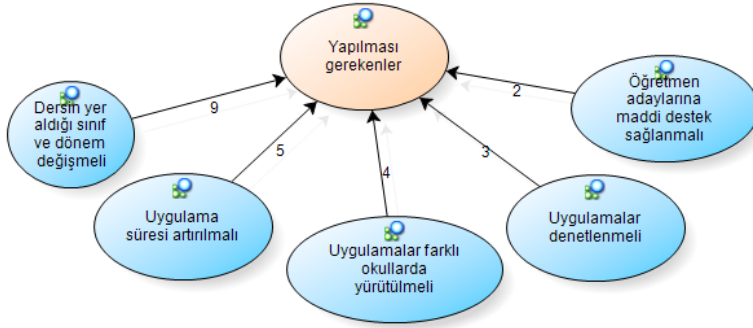 Yapılması
gerekenler
Dersin yer
aldığı sınıf
ve dönem
değişmeli
9
Uygulama
süresi artırılmalı
5
Uygulamalar farklı
okullarda
yürütülmeli
4
Uygulamalar
denetlenmeli
3
Öğretmen
adaylarına
maddi destek
sağlanmalı
2